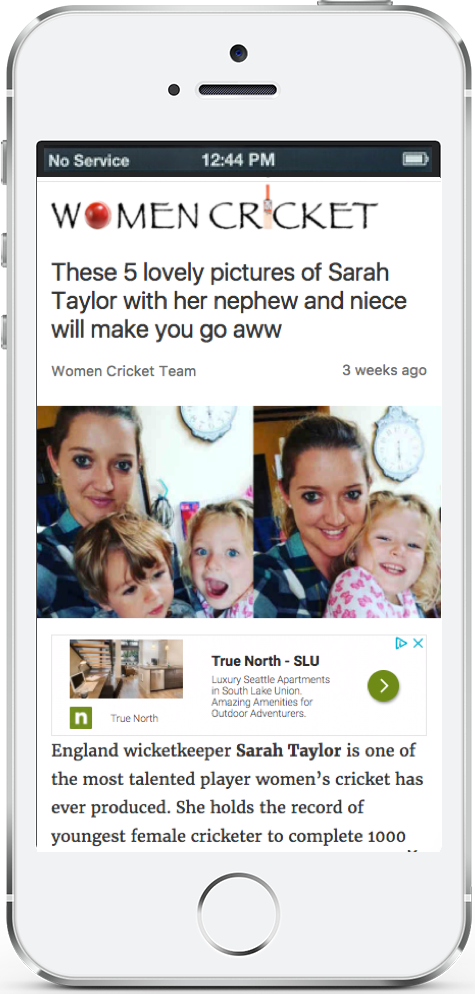 No Service 12:44 PM
WOMEN CRICKET
These 5 lovely pictures of Sarah
Taylor with her nephew and niece
will make you go aww
Women Cricket Team 3 weeks ago
True North - SLU
Luxury Seattle Apartments
in South Lake Union.
Amazing Amenities for
Outdoor Adventurers.
n True North
England wicketkeeper Sarah Taylor is one of
the most talented player women’s cricket has
ever produced. She holds the record of
youngest female cricketer to complete 1000